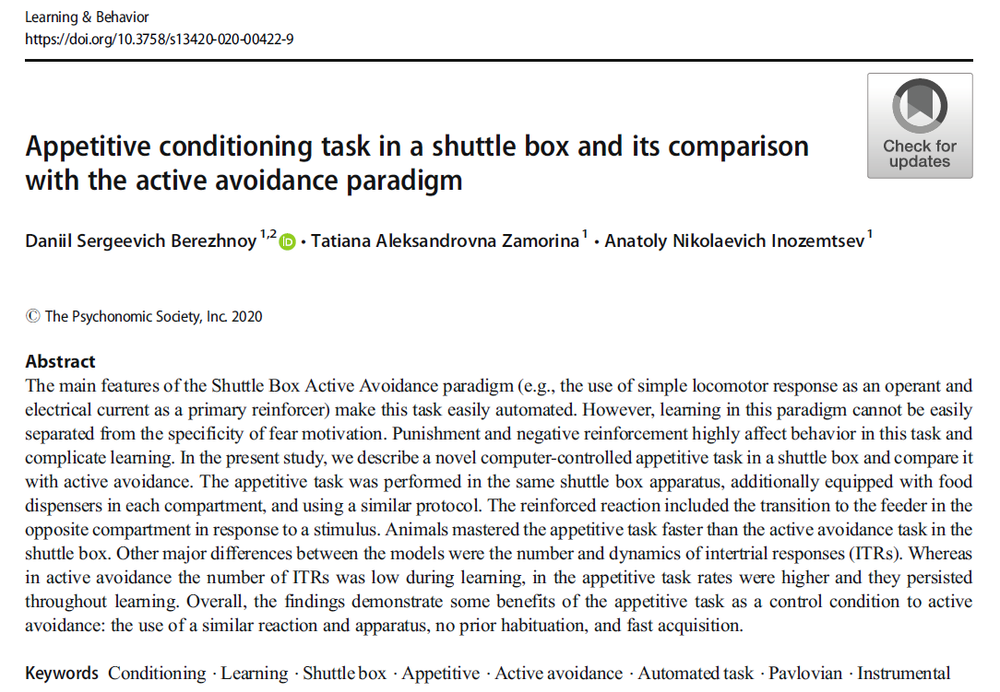 Learning & Behavior
https://doi.org/10.3758/s13420-020-00422-9
Check for
updates
Appetitive conditioning task in a shuttle box and its comparison
with the active avoidance paradigm
Daniil Sergeevich Berezhnoy 1,2 iD • Tatiana Aleksandrovna Zamorina 1 • Anatoly Nikolaevich Inozemtsev 1
© The Psychonomic Society, Inc. 2020
Abstract
The main features of the Shuttle Box Active Avoidance paradigm (e.g., the use of simple locomotor response as an operant and
electrical current as a primary reinforcer) make this task easily automated. However, learning in this paradigm cannot be easily
separated from the specificity of fear motivation. Punishment and negative reinforcement highly affect behavior in this task and
complicate learning. In the present study, we describe a novel computer-controlled appetitive task in a shuttle box and compare it
with active avoidance. The appetitive task was performed in the same shuttle box apparatus, additionally equipped with food
dispensers in each compartment, and using a similar protocol. The reinforced reaction included the transition to the feeder in the
opposite compartment in response to a stimulus. Animals mastered the appetitive task faster than the active avoidance task in the
shuttle box. Other major differences between the models were the number and dynamics of intertrial responses (ITRs). Whereas
in active avoidance the number of ITRs was low during learning, in the appetitive task rates were higher and they persisted
throughout learning. Overall, the findings demonstrate some benefits of the appetitive task as a control condition to active
avoidance: the use of a similar reaction and apparatus, no prior habituation, and fast acquisition.
Keywords Conditioning · Learning · Shuttle box · Appetitive · Active avoidance · Automated task · Pavlovian · Instrumental